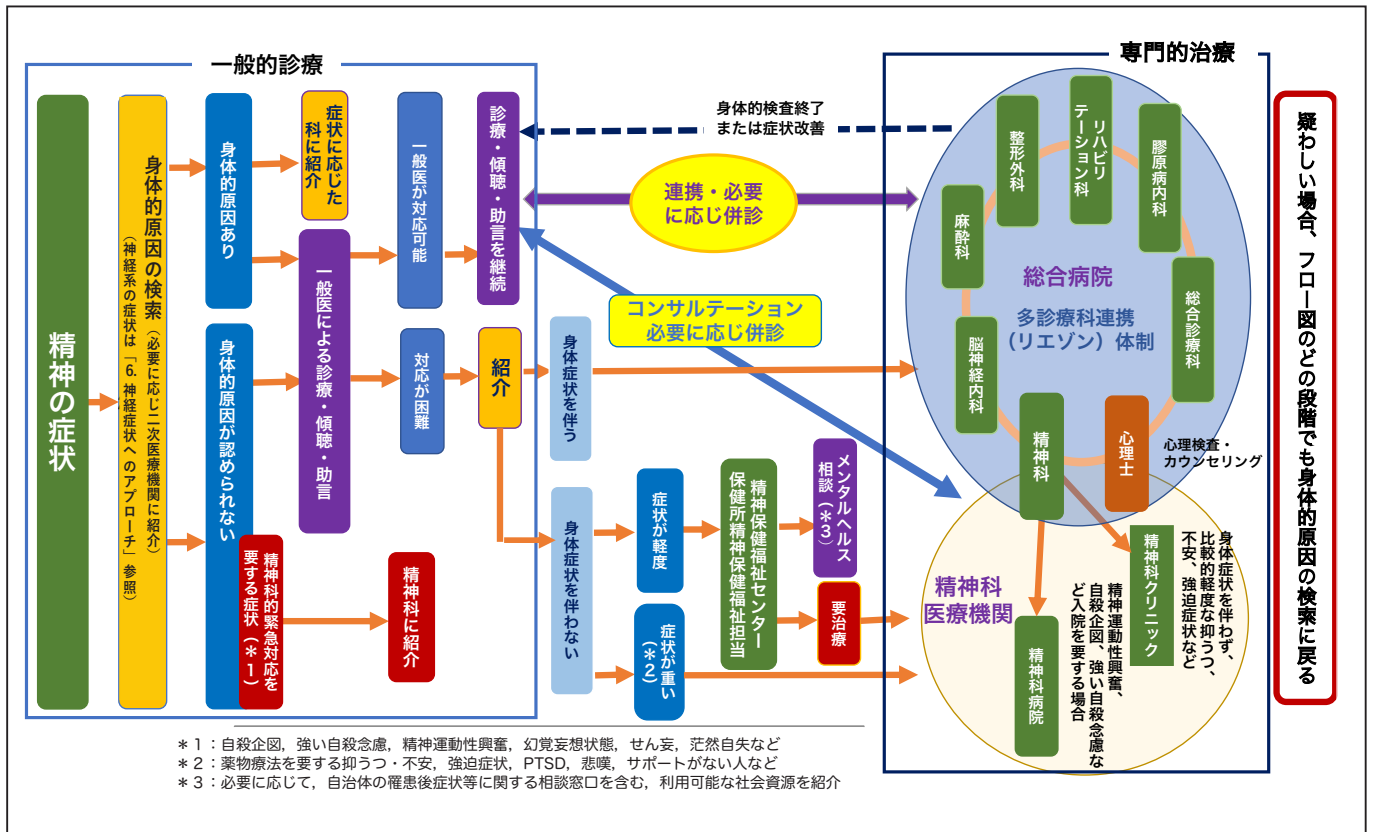 一般的診療
精神の症状
身体的原因の検索（必要に応じ二次医療機関に紹介）
（神経系の症状は「6. 神経症状へのアプローチ」参照）
身体的原因あり
身体的原因が認められない
精神科的緊急対応を
要する症状（＊1）
症状に応じた
科に紹介
一般医による診療・傾聴・助言
精神科に紹介
一般医が対応可能
対応が困難
診療・傾聴・助言を継続
紹介
身体的検査終了
または症状改善
連携・必要
に応じ併診
コンサルテーション
必要に応じ併診
身体症状を伴う
身体症状を伴わない
症状が軽度
症状が重い
（＊2）
精神保健福祉センター
保健所精神保健福祉担当
メンタルヘルス
相談（＊3）
要治療
専門的治療
整形外科
リハビリ
テーション科
膠原病内科
麻酔科
総合病院
多診療科連携
（リエゾン）体制
総合診療科
脳神経内科
精神科
心理士
心理検査・
カウンセリング
精神科
医療機関
精神科病院
精神運動性興奮、
自殺企図、強い自殺念慮な
ど入院を要する場合
精神科クリニック
身体症状を伴わず、
比較的軽度な抑うつ、
不安、強迫症状など
疑わしい場合、フロー図のどの段階でも身体的原因の検索に戻る
＊1：自殺企図，強い自殺念慮，精神運動性興奮，幻覚妄想状態，せん妄，茫然自失など
＊2：薬物療法を要する抑うつ・不安，強迫症状，PTSD，悲嘆，サポートがない人など
＊3：必要に応じて，自治体の罹患後症状等に関する相談窓口を含む，利用可能な社会資源を紹介